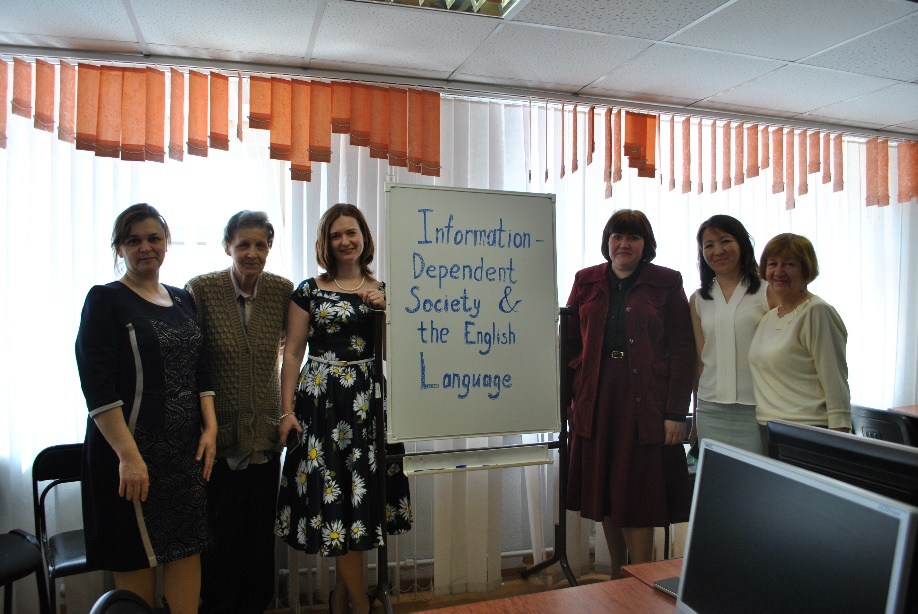 Information-
Dependent
Society &
the English
Language